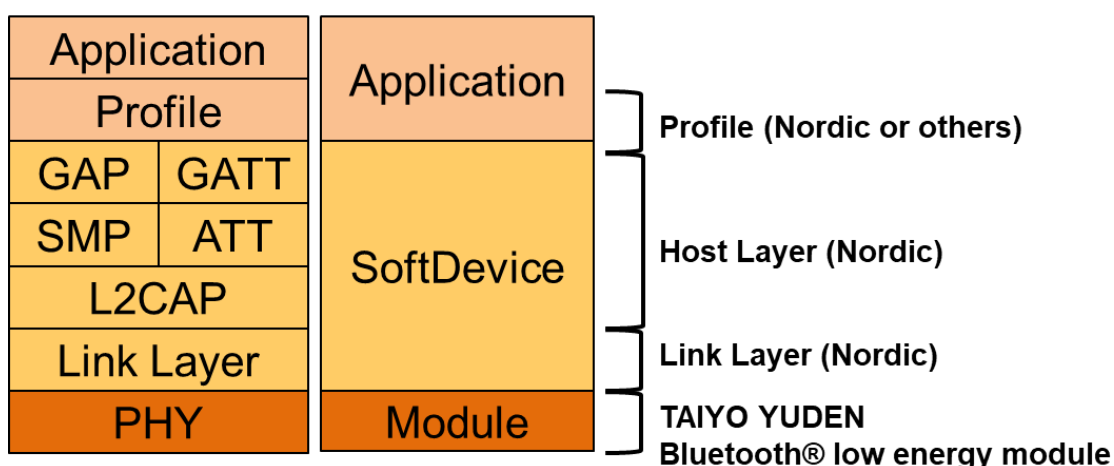 Application
Profile
GAP GATT
SMP ATT
L2CAP
Link Layer
PHY
Application
SoftDevice
Module
Profile (Nordic or others)
Host Layer (Nordic)
Link Layer (Nordic)
TAIYO YUDEN
Bluetooth® low energy module